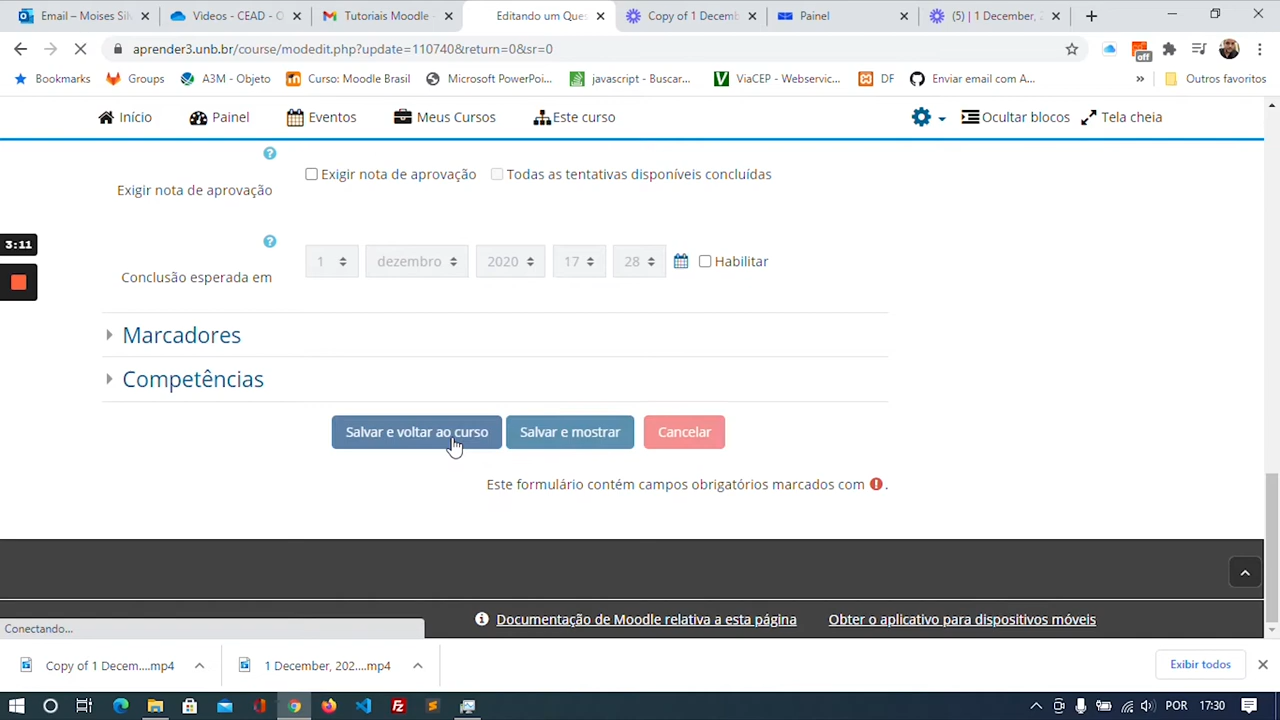 Email – Moises Sil
Videos - CEAD - O
Tutoriais Moodle -
Editando um Ques
Copy of 1 Decemb
Painel
(5) | 1 December, 2
aprender3.unb.br/course/modedit.php?update=110740&return=0&sr=0
off
Bookmarks
Groups
A3M - Objeto
Curso: Moodle Brasil
Microsoft PowerPoi...
javascript - Buscar...
ViaCEP - Webservic...
DF
Enviar email com A...
»
Outros favoritos
Início
Painel
Eventos
Meus Cursos
Este curso
Ocultar blocos
Tela cheia
Exigir nota de aprovação
Exigir nota de aprovação
Todas as tentativas disponíveis concluídas
3:11
Conclusão esperada em
1
dezembro
2020
17
28
Habilitar
Marcadores
Competências
Salvar e voltar ao curso
Salvar e mostrar
Cancelar
Este formulário contém campos obrigatórios marcados com .
Documentação de Moodle relativa a esta página
Obter o aplicativo para dispositivos móveis
Conectando...
Copy of 1 Decem....mp4
1 December, 202....mp4
Exibir todos
POR
17:30